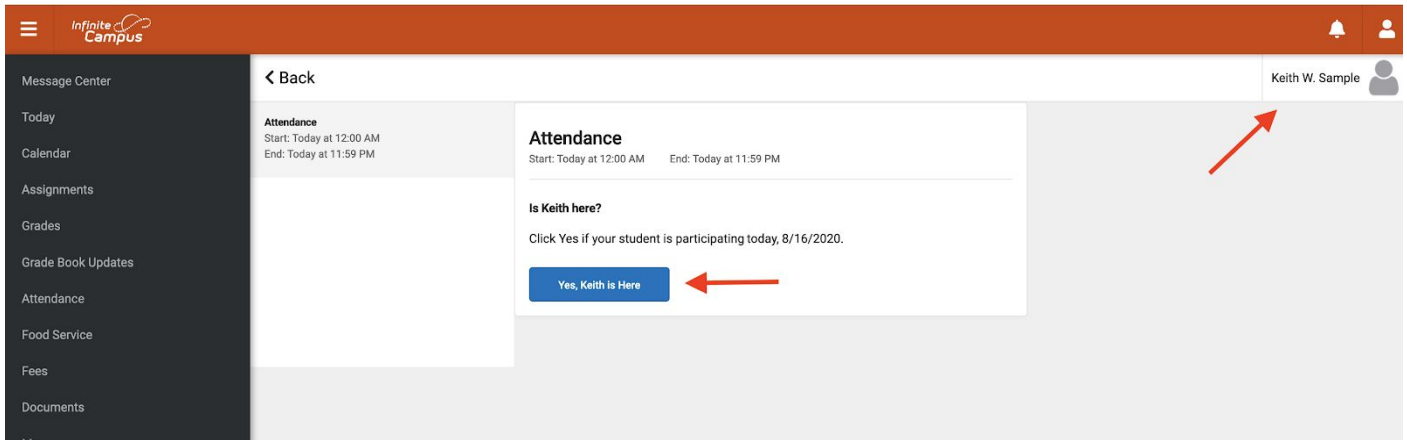 Infinite
Campus
Message Center
Today
Calendar
Assignments
Grades
Grade Book Updates
Attendance
Food Service
Fees
Documents
Back
Keith W. Sample
Attendance
Start: Today at 12:00 AM
End: Today at 11:59 PM
Attendance
Start: Today at 12:00 AM End: Today at 11:59 PM
Is Keith here?
Click Yes if your student is participating today, 8/16/2020.
Yes, Keith is Here